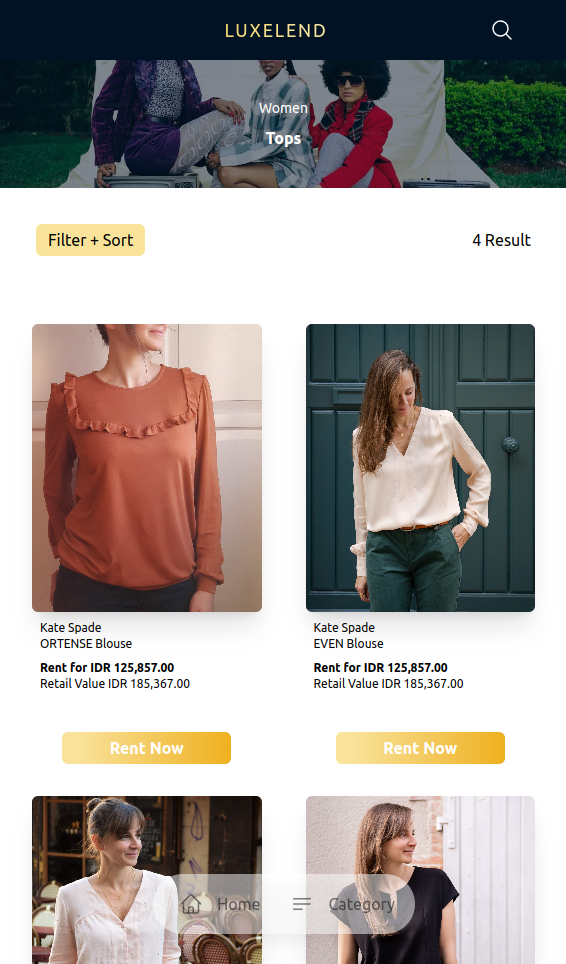 LUXELEND
Women
Tops
Filter + Sort
4 Result
Kate Spade
ORTENSE Blouse
Rent for IDR 125,857.00
Retail Value IDR 185,367.00
Rent Now
Kate Spade
EVEN Blouse
Rent for IDR 125,857.00
Retail Value IDR 185,367.00
Rent Now
Home
Category